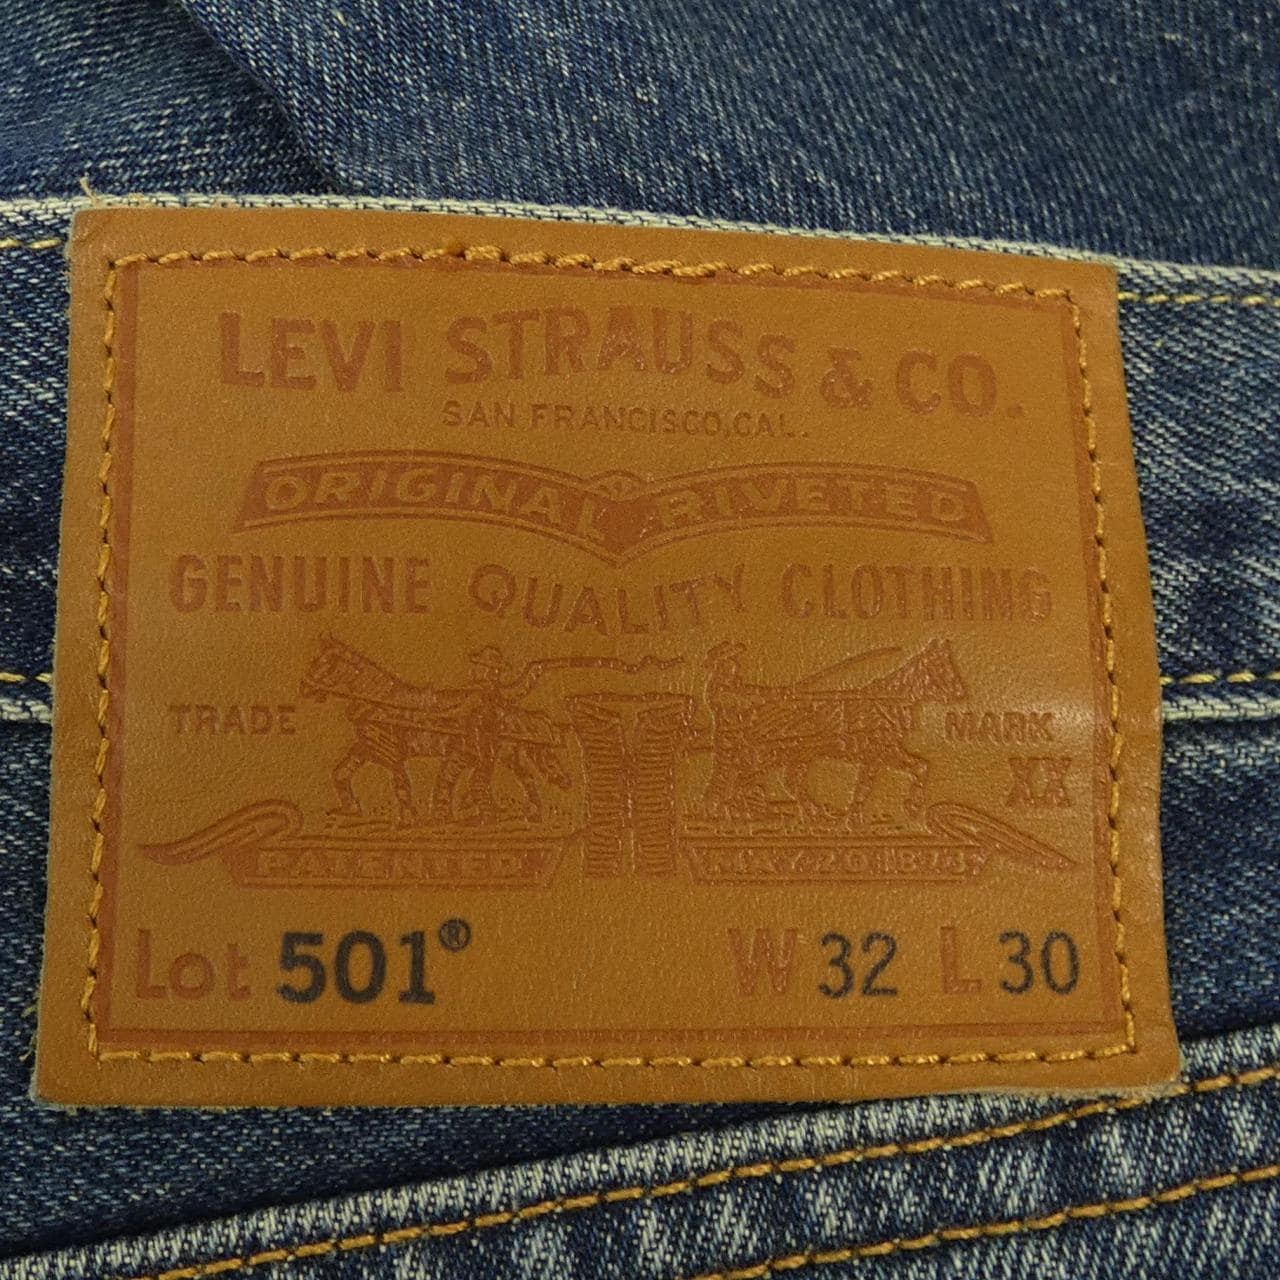 LEVI STRAUSS & CO.
SAN FRANCISCO, CAL.
ORIGINAL RIVETED
GENUINE QUALITY CLOTHING
TRADE MARK
XX
PATENTED MAY 20 1873
Lot 501® W 32 L 30